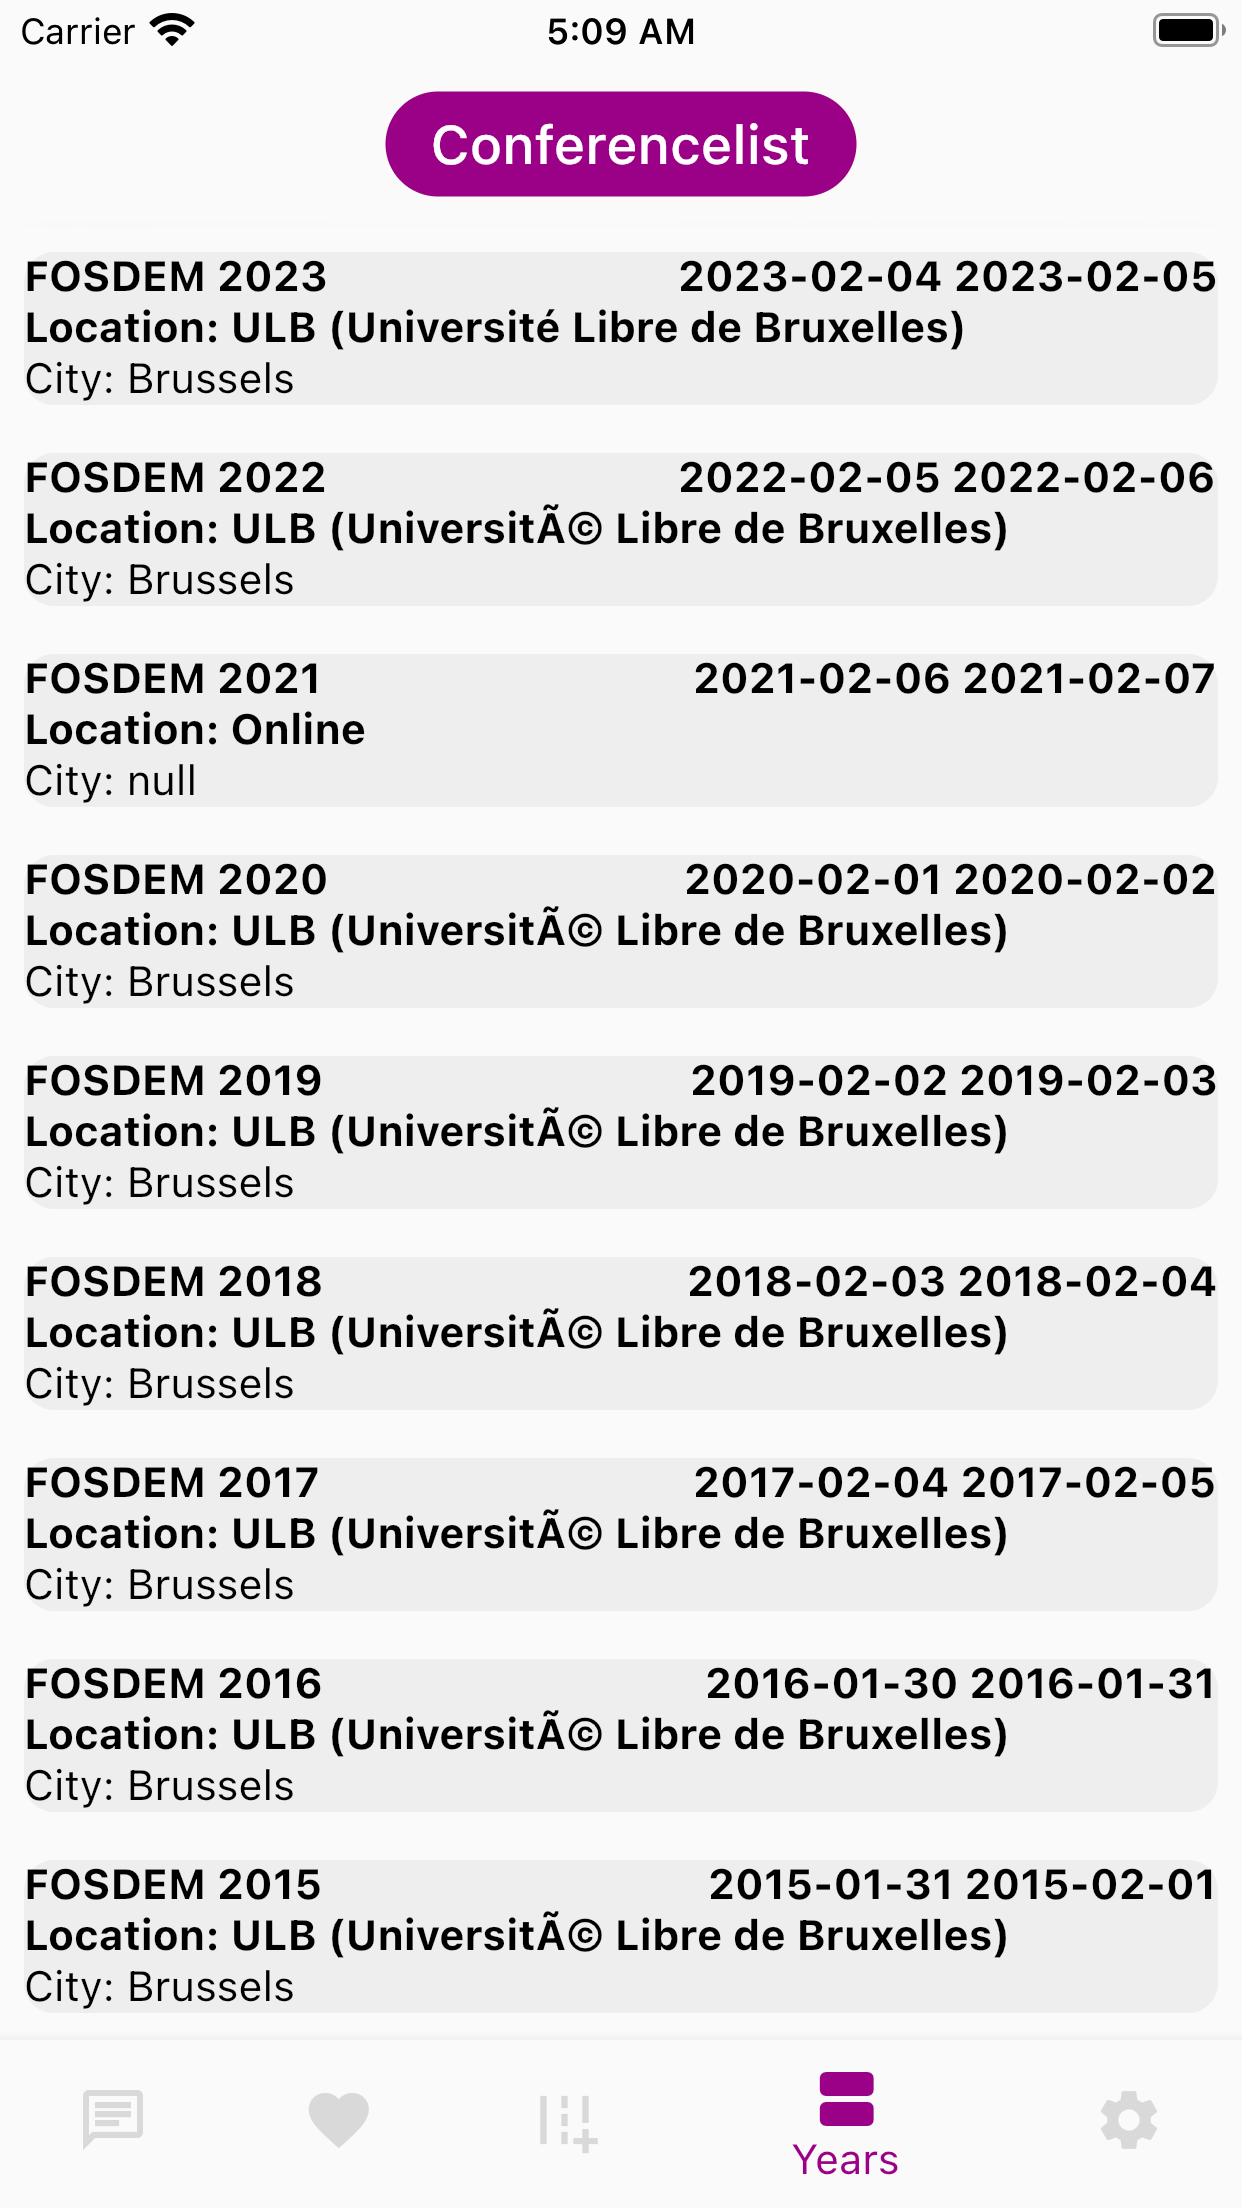 Carrier 5:09 AM
Conferencelist
FOSDEM 2023 2023-02-04 2023-02-05
Location: ULB (Université Libre de Bruxelles)
City: Brussels
FOSDEM 2022 2022-02-05 2022-02-06
Location: ULB (UniversitÃ© Libre de Bruxelles)
City: Brussels
FOSDEM 2021 2021-02-06 2021-02-07
Location: Online
City: null
FOSDEM 2020 2020-02-01 2020-02-02
Location: ULB (UniversitÃ© Libre de Bruxelles)
City: Brussels
FOSDEM 2019 2019-02-02 2019-02-03
Location: ULB (UniversitÃ© Libre de Bruxelles)
City: Brussels
FOSDEM 2018 2018-02-03 2018-02-04
Location: ULB (UniversitÃ© Libre de Bruxelles)
City: Brussels
FOSDEM 2017 2017-02-04 2017-02-05
Location: ULB (UniversitÃ© Libre de Bruxelles)
City: Brussels
FOSDEM 2016 2016-01-30 2016-01-31
Location: ULB (UniversitÃ© Libre de Bruxelles)
City: Brussels
FOSDEM 2015 2015-01-31 2015-02-01
Location: ULB (UniversitÃ© Libre de Bruxelles)
City: Brussels
Years